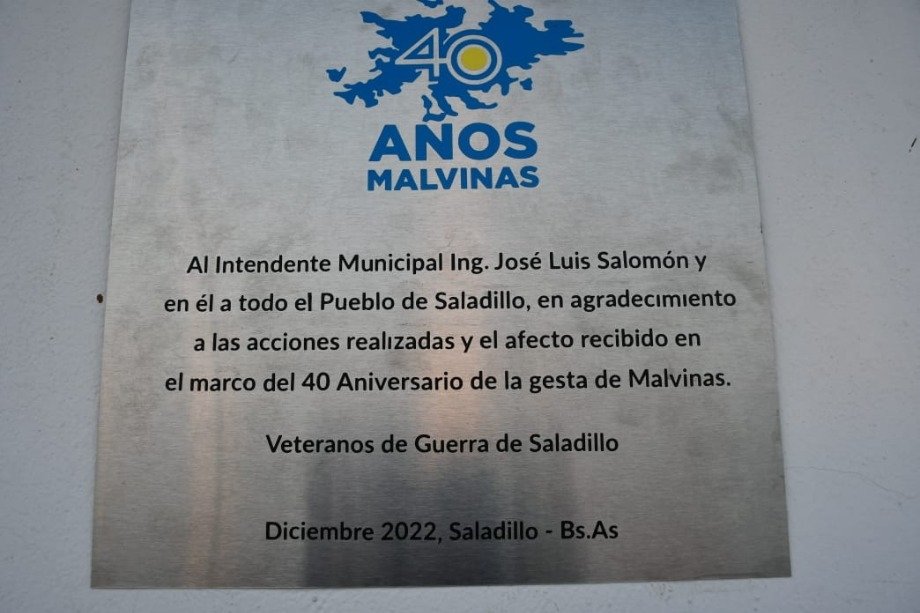 40
AÑOS
MALVINAS
Al Intendente Municipal Ing. José Luis Salomón y
en él a todo el Pueblo de Saladillo, en agradecimiento
a las acciones realizadas y el afecto recibido en
el marco del 40 Aniversario de la gesta de Malvinas.
Veteranos de Guerra de Saladillo
Diciembre 2022, Saladillo - Bs.As